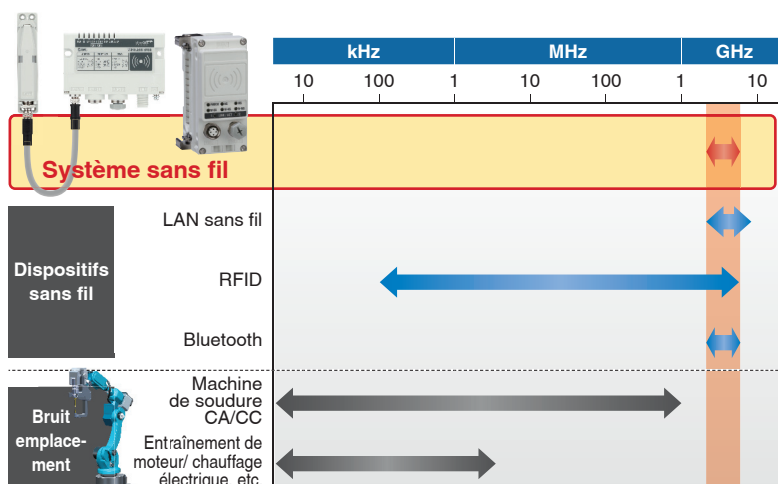 kHz MHz GHz
10 100 1 10 100 1 10
Système sans fil
Dispositifs
sans fil
LAN sans fil
RFID
Bluetooth
Bruit
emplace-
ment
Machine
de soudure
CA/CC
Entraînement de
moteur/ chauffage
électrique, etc.